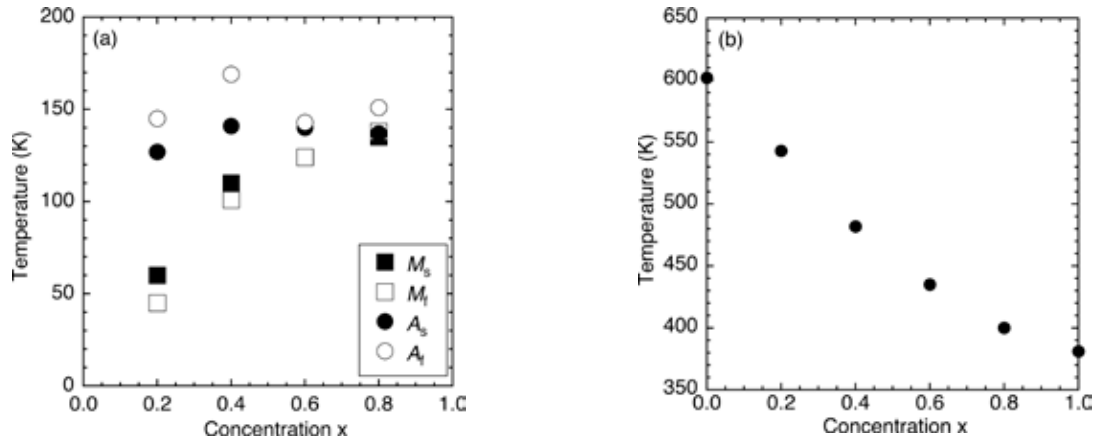 (a)
Temperature (K)
200
150
100
50
0
0.0 0.2 0.4 0.6 0.8 1.0
Concentration x
Ms
Mf
As
Af
(b)
Temperature (K)
650
600
550
500
450
400
350
0.0 0.2 0.4 0.6 0.8 1.0
Concentration x